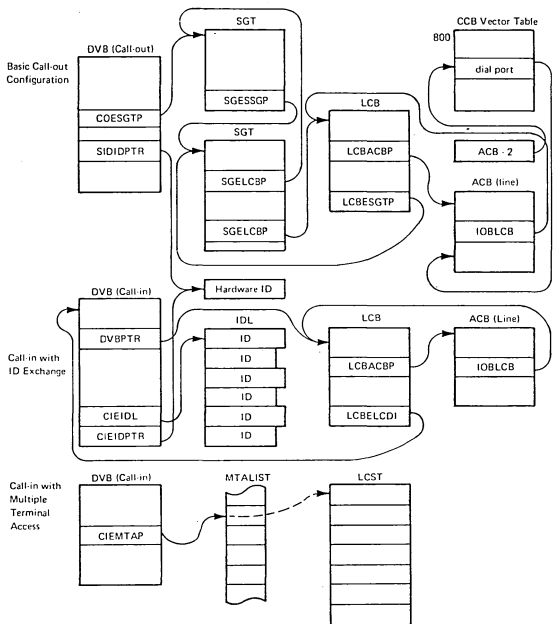 Basic Call-out
Configuration
DVB (Call-out)
COESGTP
SIDIDPTR
SGT
SGESSGP
SGT
SGELCBP
SGELCBP
LCB
LCBACBP
LCBESGTP
CCB Vector Table
800
dial port
ACB - 2
ACB (line)
IOBLCB
Call-in with
ID Exchange
DVB (Call-in)
DVBPTR
CIEIDL
CIEIDPTR
Hardware ID
IDL
ID
ID
ID
ID
ID
ID
LCB
LCBACBP
LCBELCDI
ACB (Line)
IOBLCB
Call-in with
Multiple
Terminal
Access
DVB (Call-in)
CIEMTAP
MTALIST
LCST